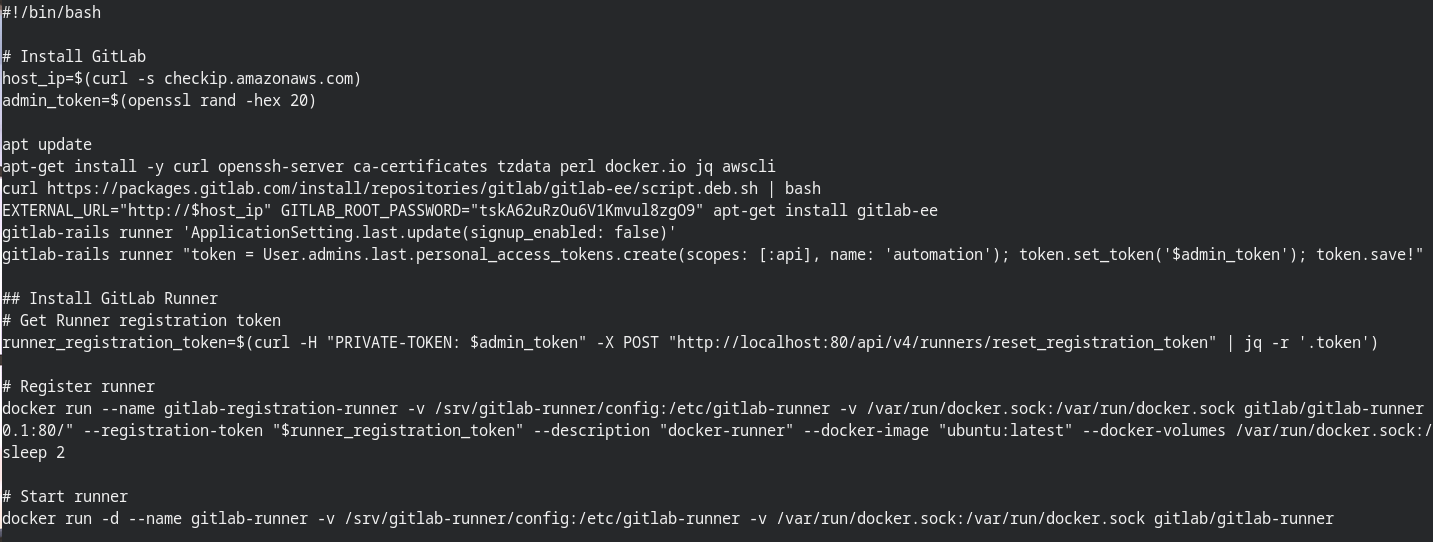 #!/bin/bash
# Install GitLab
host_ip=$(curl -s checkip.amazonaws.com)
admin_token=$(openssl rand -hex 20)
apt update
apt-get install -y curl openssh-server ca-certificates tzdata perl docker.io jq awscli
curl https://packages.gitlab.com/install/repositories/gitlab/gitlab-ee/script.deb.sh | bash
EXTERNAL_URL="http://$host_ip" GITLAB_ROOT_PASSWORD="tskA62uRzOu6V1Kmvul8zgO9" apt-get install gitlab-ee
gitlab-rails runner 'ApplicationSetting.last.update(signup_enabled: false)'
gitlab-rails runner "token = User.admins.last.personal_access_tokens.create(scopes: [:api], name: 'automation'); token.set_token('$admin_token'); token.save!"
## Install GitLab Runner
# Get Runner registration token
runner_registration_token=$(curl -H "PRIVATE-TOKEN: $admin_token" -X POST "http://localhost:80/api/v4/runners/reset_registration_token" | jq -r '.token')
# Register runner
docker run --name gitlab-registration-runner -v /srv/gitlab-runner/config:/etc/gitlab-runner -v /var/run/docker.sock:/var/run/docker.sock gitlab/gitlab-runner
0.1:80/" --registration-token "$runner_registration_token" --description "docker-runner" --docker-image "ubuntu:latest" --docker-volumes /var/run/docker.sock:/
sleep 2
# Start runner
docker run -d --name gitlab-runner -v /srv/gitlab-runner/config:/etc/gitlab-runner -v /var/run/docker.sock:/var/run/docker.sock gitlab/gitlab-runner